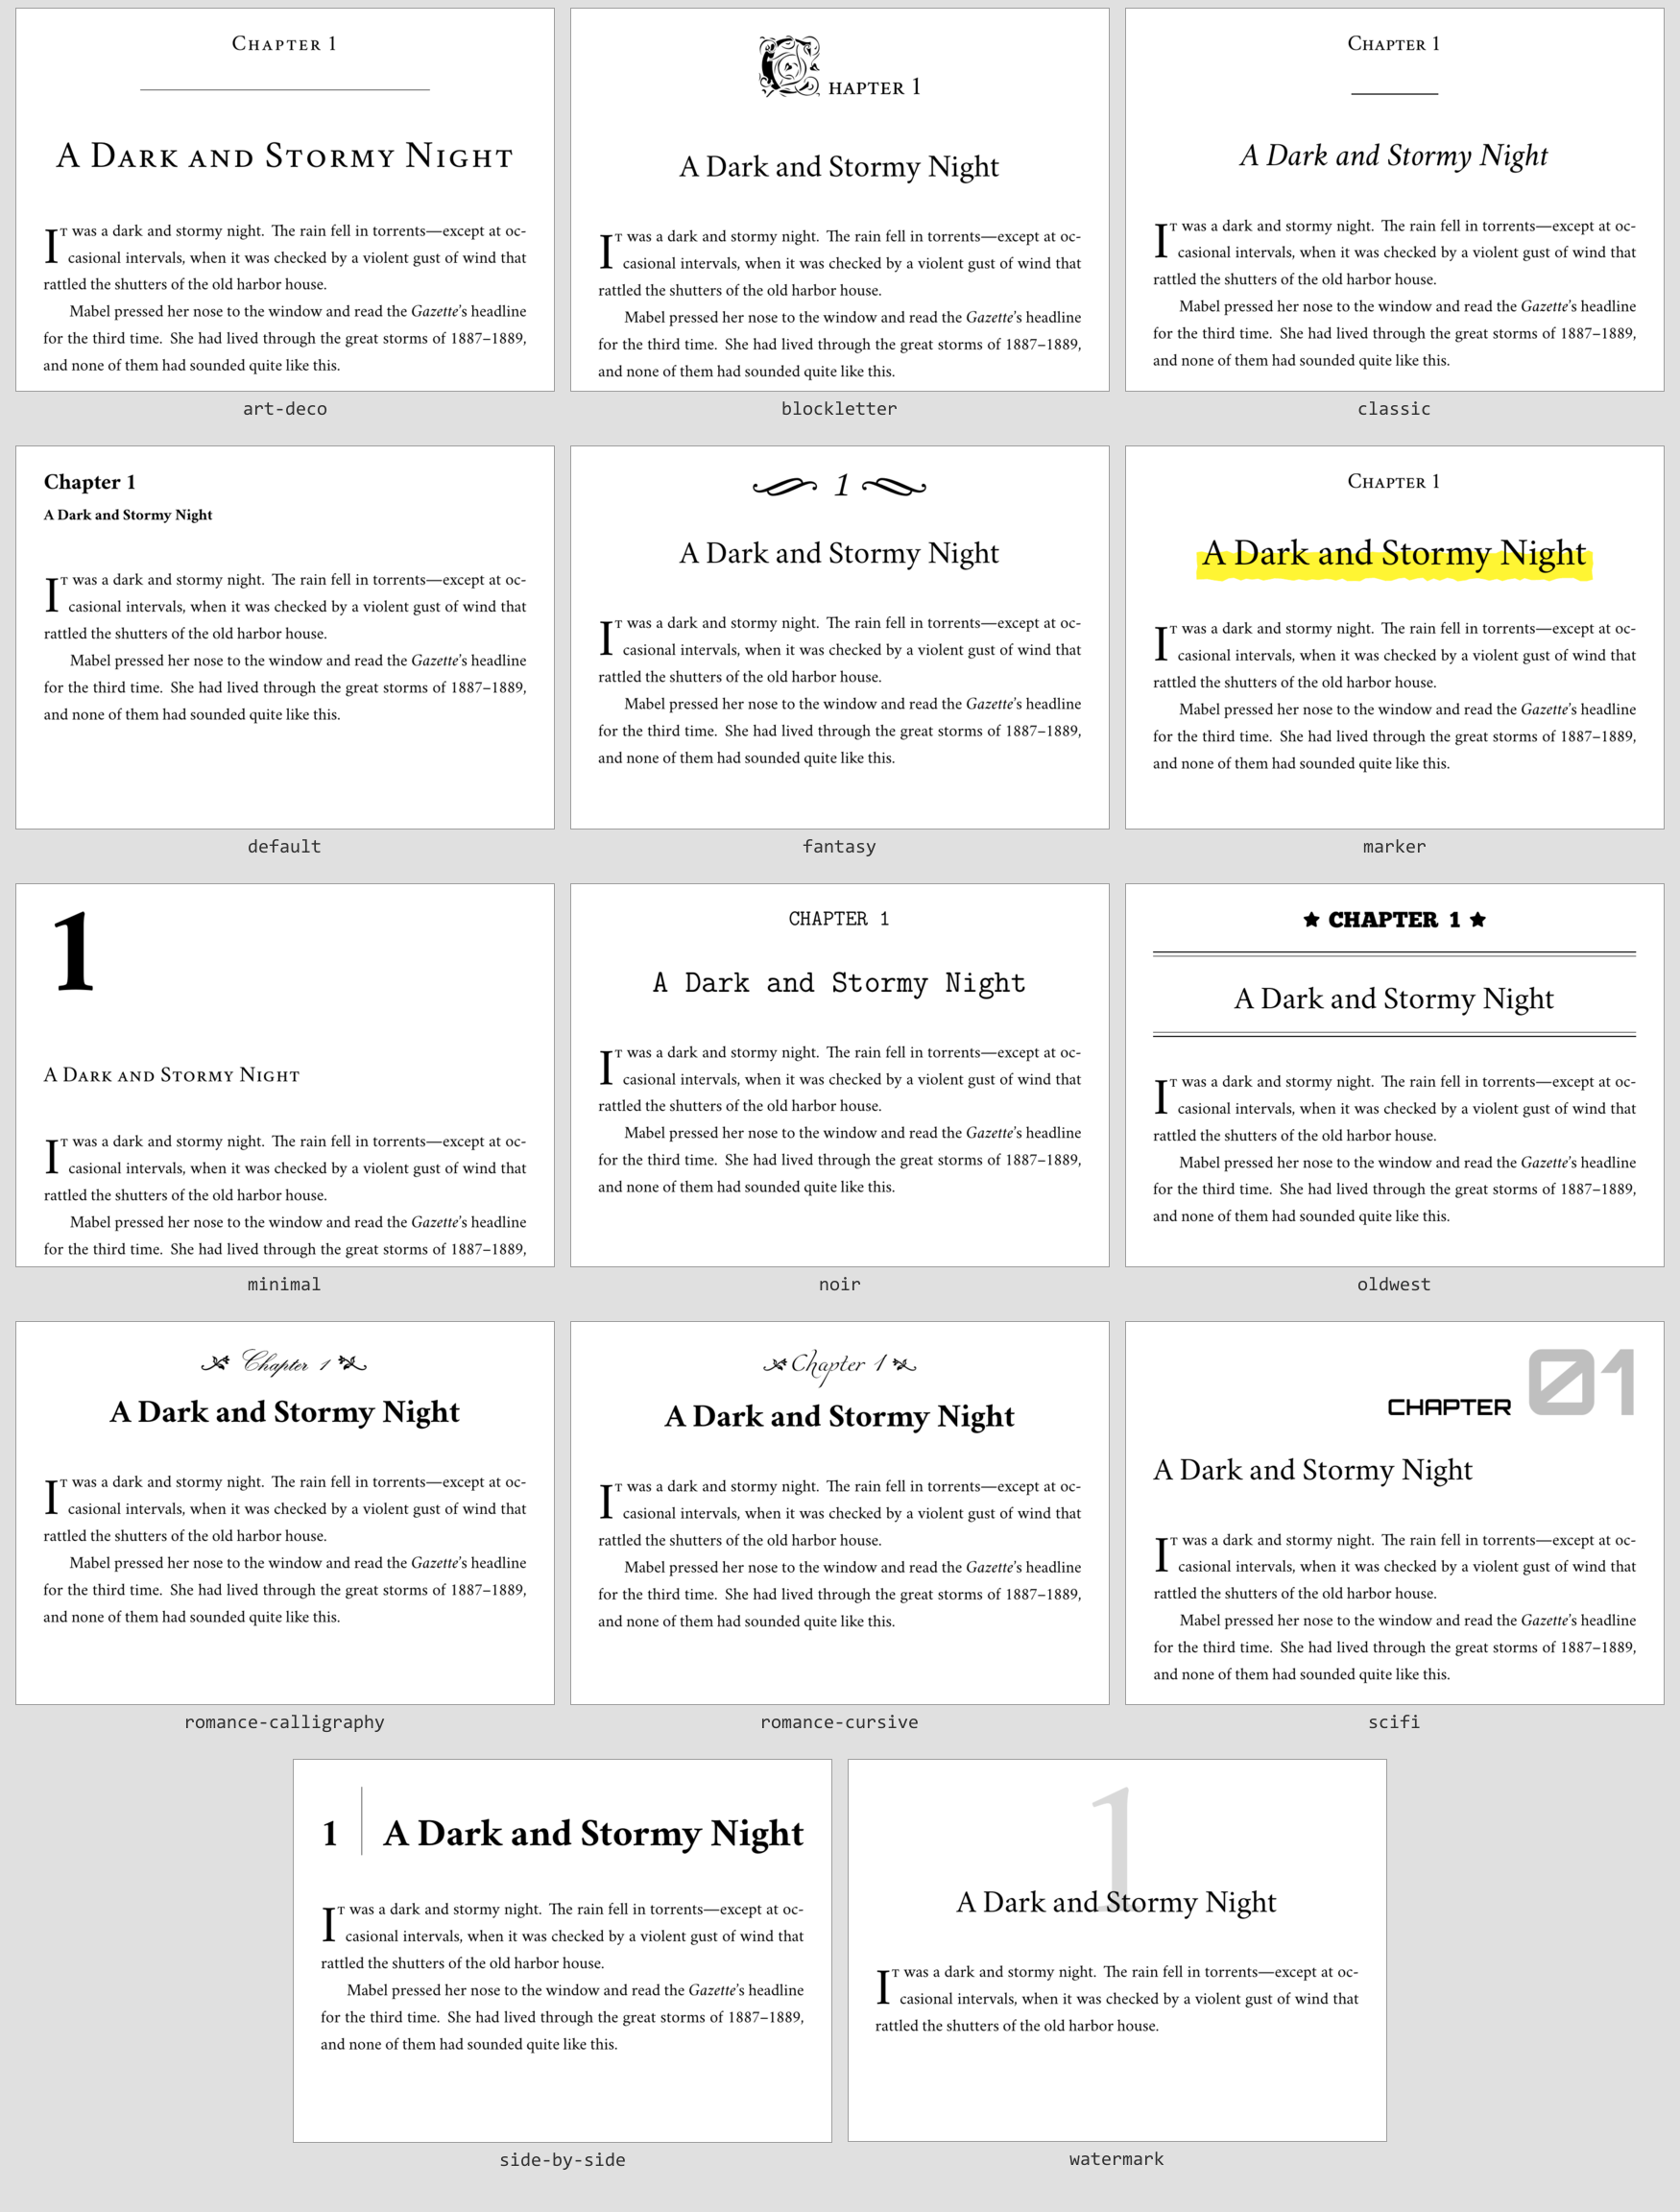 Chapter 1
A Dark and Stormy Night
It was a dark and stormy night. The rain fell in torrents—except at oc-
casional intervals, when it was checked by a violent gust of wind that
rattled the shutters of the old harbor house.
Mabel pressed her nose to the window and read the Gazette’s headline
for the third time. She had lived through the great storms of 1887–1889,
and none of them had sounded quite like this.
art-deco
Chapter 1
A Dark and Stormy Night
It was a dark and stormy night. The rain fell in torrents—except at oc-
casional intervals, when it was checked by a violent gust of wind that
rattled the shutters of the old harbor house.
Mabel pressed her nose to the window and read the Gazette’s headline
for the third time. She had lived through the great storms of 1887–1889,
and none of them had sounded quite like this.
blockletter
Chapter 1
A Dark and Stormy Night
It was a dark and stormy night. The rain fell in torrents—except at oc-
casional intervals, when it was checked by a violent gust of wind that
rattled the shutters of the old harbor house.
Mabel pressed her nose to the window and read the Gazette’s headline
for the third time. She had lived through the great storms of 1887–1889,
and none of them had sounded quite like this.
classic
Chapter 1
A Dark and Stormy Night
It was a dark and stormy night. The rain fell in torrents—except at oc-
casional intervals, when it was checked by a violent gust of wind that
rattled the shutters of the old harbor house.
Mabel pressed her nose to the window and read the Gazette’s headline
for the third time. She had lived through the great storms of 1887–1889,
and none of them had sounded quite like this.
default
1
A Dark and Stormy Night
It was a dark and stormy night. The rain fell in torrents—except at oc-
casional intervals, when it was checked by a violent gust of wind that
rattled the shutters of the old harbor house.
Mabel pressed her nose to the window and read the Gazette’s headline
for the third time. She had lived through the great storms of 1887–1889,
and none of them had sounded quite like this.
fantasy
Chapter 1
A Dark and Stormy Night
It was a dark and stormy night. The rain fell in torrents—except at oc-
casional intervals, when it was checked by a violent gust of wind that
rattled the shutters of the old harbor house.
Mabel pressed her nose to the window and read the Gazette’s headline
for the third time. She had lived through the great storms of 1887–1889,
and none of them had sounded quite like this.
marker
1
A Dark and Stormy Night
It was a dark and stormy night. The rain fell in torrents—except at oc-
casional intervals, when it was checked by a violent gust of wind that
rattled the shutters of the old harbor house.
Mabel pressed her nose to the window and read the Gazette’s headline
for the third time. She had lived through the great storms of 1887–1889,
minimal
CHAPTER 1
A Dark and Stormy Night
It was a dark and stormy night. The rain fell in torrents—except at oc-
casional intervals, when it was checked by a violent gust of wind that
rattled the shutters of the old harbor house.
Mabel pressed her nose to the window and read the Gazette’s headline
for the third time. She had lived through the great storms of 1887–1889,
and none of them had sounded quite like this.
noir
★ CHAPTER 1 ★
A Dark and Stormy Night
It was a dark and stormy night. The rain fell in torrents—except at oc-
casional intervals, when it was checked by a violent gust of wind that
rattled the shutters of the old harbor house.
Mabel pressed her nose to the window and read the Gazette’s headline
for the third time. She had lived through the great storms of 1887–1889,
and none of them had sounded quite like this.
oldwest
Chapter 1
A Dark and Stormy Night
It was a dark and stormy night. The rain fell in torrents—except at oc-
casional intervals, when it was checked by a violent gust of wind that
rattled the shutters of the old harbor house.
Mabel pressed her nose to the window and read the Gazette’s headline
for the third time. She had lived through the great storms of 1887–1889,
and none of them had sounded quite like this.
romance-calligraphy
Chapter 1
A Dark and Stormy Night
It was a dark and stormy night. The rain fell in torrents—except at oc-
casional intervals, when it was checked by a violent gust of wind that
rattled the shutters of the old harbor house.
Mabel pressed her nose to the window and read the Gazette’s headline
for the third time. She had lived through the great storms of 1887–1889,
and none of them had sounded quite like this.
romance-cursive
CHAPTER 01
A Dark and Stormy Night
It was a dark and stormy night. The rain fell in torrents—except at oc-
casional intervals, when it was checked by a violent gust of wind that
rattled the shutters of the old harbor house.
Mabel pressed her nose to the window and read the Gazette’s headline
for the third time. She had lived through the great storms of 1887–1889,
and none of them had sounded quite like this.
scifi
1 A Dark and Stormy Night
It was a dark and stormy night. The rain fell in torrents—except at oc-
casional intervals, when it was checked by a violent gust of wind that
rattled the shutters of the old harbor house.
Mabel pressed her nose to the window and read the Gazette’s headline
for the third time. She had lived through the great storms of 1887–1889,
and none of them had sounded quite like this.
side-by-side
1
A Dark and Stormy Night
It was a dark and stormy night. The rain fell in torrents—except at oc-
casional intervals, when it was checked by a violent gust of wind that
rattled the shutters of the old harbor house.
watermark